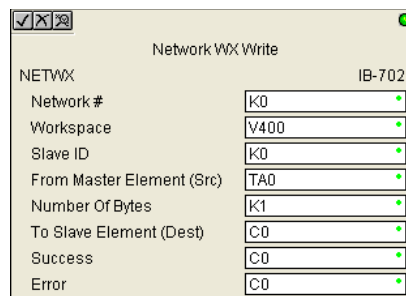 Network WX Write
NETWX IB-702
Network # K0
Workspace V400
Slave ID K0
From Master Element (Src) TA0
Number Of Bytes K1
To Slave Element (Dest) C0
Success C0
Error C0